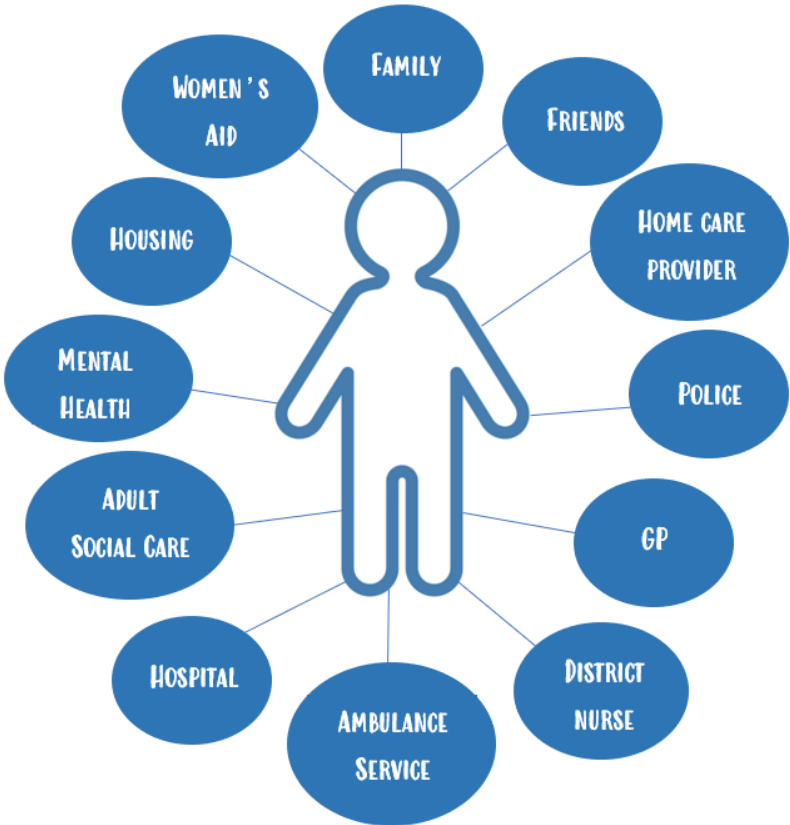 Family
Friends
Home care
provider
Police
GP
District
nurse
Ambulance
Service
Hospital
Adult
Social Care
Mental
Health
Housing
Women's
Aid